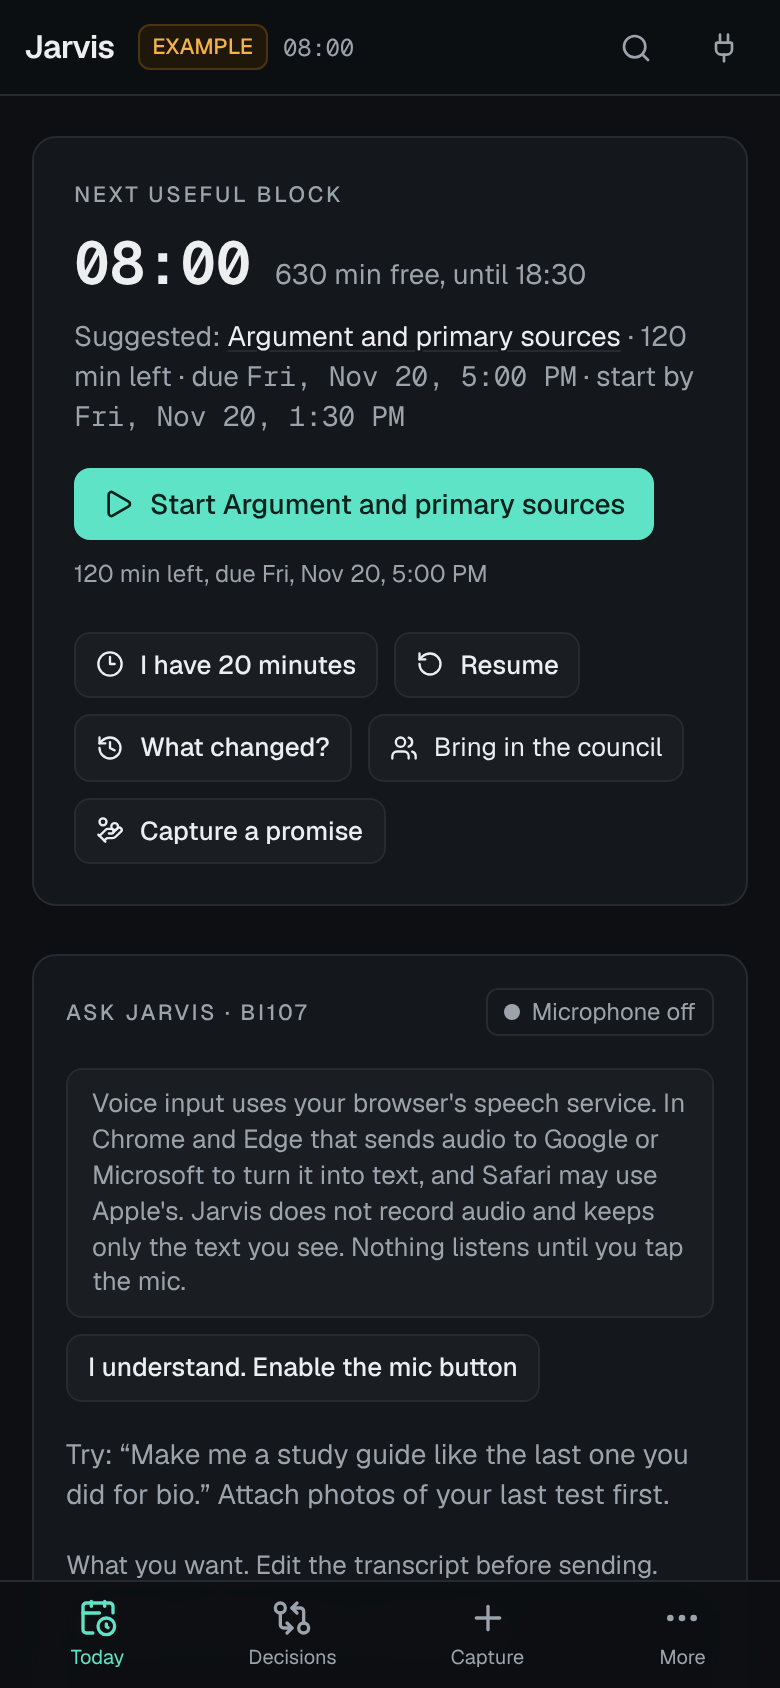 Jarvis EXAMPLE 08:00
NEXT USEFUL BLOCK
08:00 630 min free, until 18:30
Suggested: Argument and primary sources · 120
min left · due Fri, Nov 20, 5:00 PM · start by
Fri, Nov 20, 1:30 PM
Start Argument and primary sources
120 min left, due Fri, Nov 20, 5:00 PM
I have 20 minutes
Resume
What changed?
Bring in the council
Capture a promise
ASK JARVIS · BI107
Microphone off
Voice input uses your browser's speech service. In
Chrome and Edge that sends audio to Google or
Microsoft to turn it into text, and Safari may use
Apple's. Jarvis does not record audio and keeps
only the text you see. Nothing listens until you tap
the mic.
I understand. Enable the mic button
Try: “Make me a study guide like the last one you
did for bio.” Attach photos of your last test first.
What you want. Edit the transcript before sending.
Today
Decisions
Capture
More